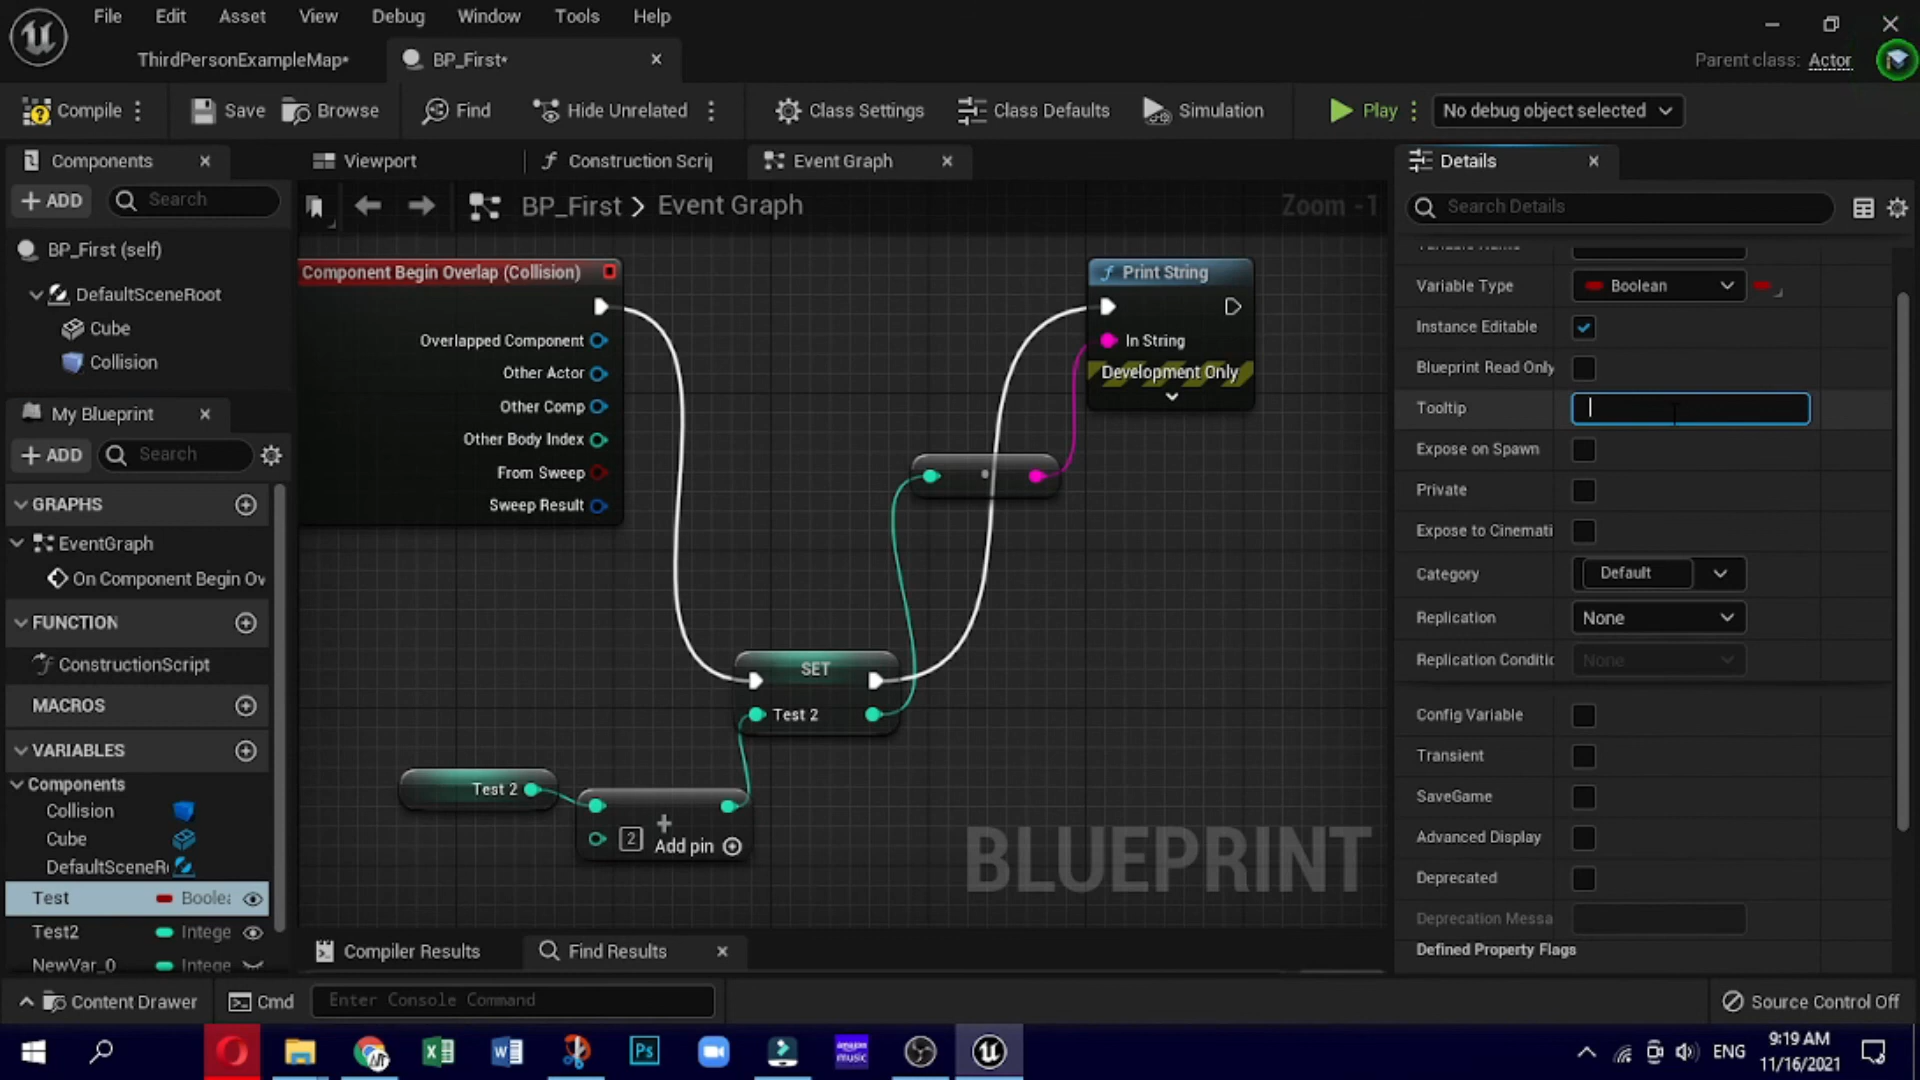 File Edit Asset View Debug Window Tools Help
ThirdPersonExampleMap* BP_First* Parent class: Actor
Compile Save Browse Find Hide Unrelated Class Settings Class Defaults Simulation Play No debug object selected
Components Viewport Construction Scrip Event Graph Details
ADD Search BP_First > Event Graph Zoom -1 Search Details
BP_First (self)
DefaultSceneRoot
Cube
Collision
My Blueprint
ADD Search
GRAPHS
EventGraph
On Component Begin Ov
FUNCTION
ConstructionScript
MACROS
VARIABLES
Components
Collision
Cube
DefaultSceneR
Test Boolea
Test2 Intege
NewVar_0 Intege
Component Begin Overlap (Collision)
Overlapped Component
Other Actor
Other Comp
Other Body Index
From Sweep
Sweep Result
Print String
In String
Development Only
SET
Test 2
Test 2
2 Add pin
BLUEPRINT
Compiler Results Find Results
Variable Type Boolean
Instance Editable
Blueprint Read Only
Tooltip
Expose on Spawn
Private
Expose to Cinemati
Category Default
Replication None
Replication Conditic None
Config Variable
Transient
SaveGame
Advanced Display
Deprecated
Deprecation Messa
Defined Property Flags
Content Drawer Cmd Enter Console Command Source Control Off
Ps amazon music ENG 9:19 AM
11/16/2021